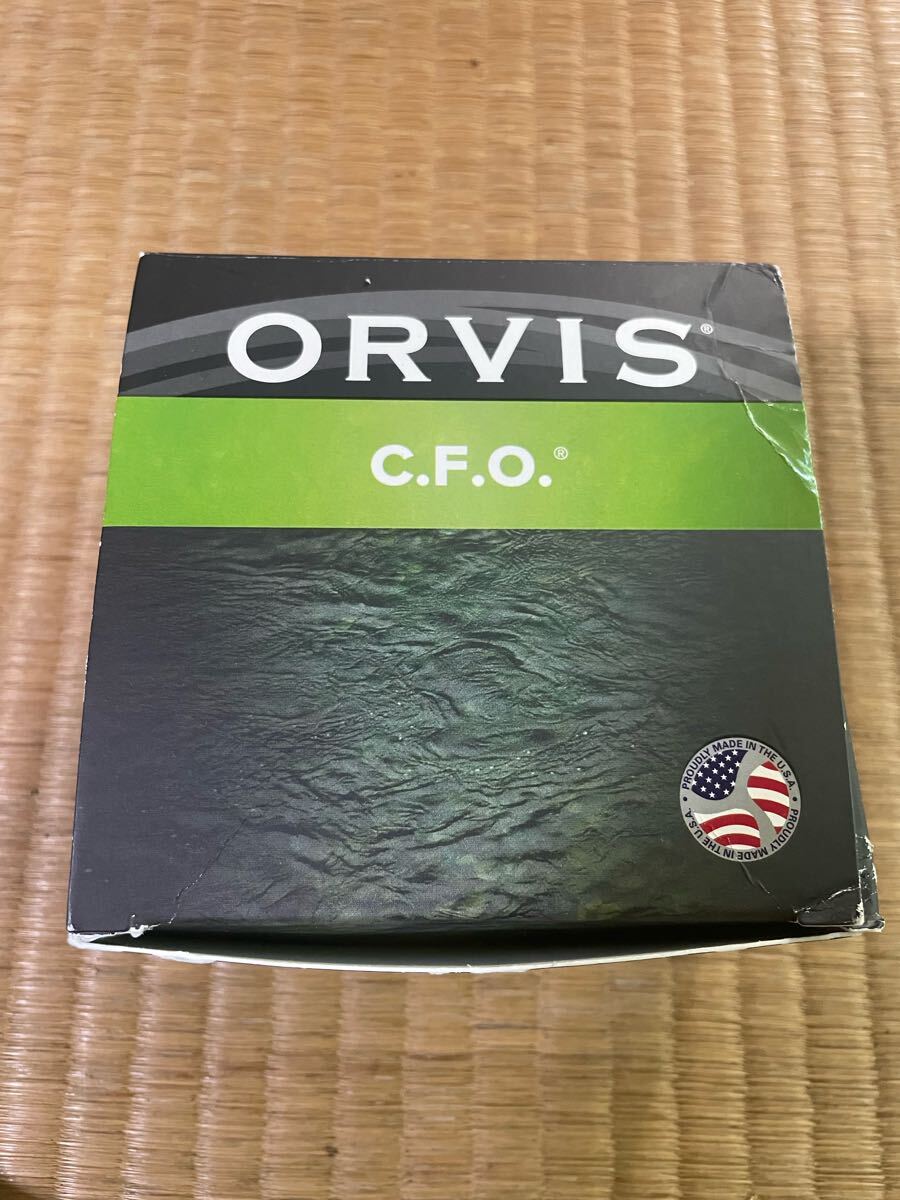 ORVIS®
C.F.O.®
PROUDLY MADE IN THE U.S.A. • PROUDLY MADE IN THE U.S.A. •